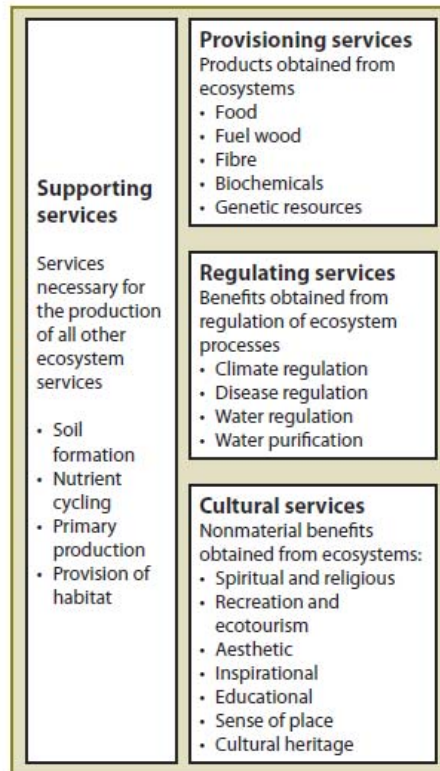 Supporting
services
Services
necessary for
the production
of all other
ecosystem
services
• Soil
formation
• Nutrient
cycling
• Primary
production
• Provision of
habitat
Provisioning services
Products obtained from
ecosystems
• Food
• Fuel wood
• Fibre
• Biochemicals
• Genetic resources
Regulating services
Benefits obtained from
regulation of ecosystem
processes
• Climate regulation
• Disease regulation
• Water regulation
• Water purification
Cultural services
Nonmaterial benefits
obtained from ecosystems:
• Spiritual and religious
• Recreation and
ecotourism
• Aesthetic
• Inspirational
• Educational
• Sense of place
• Cultural heritage